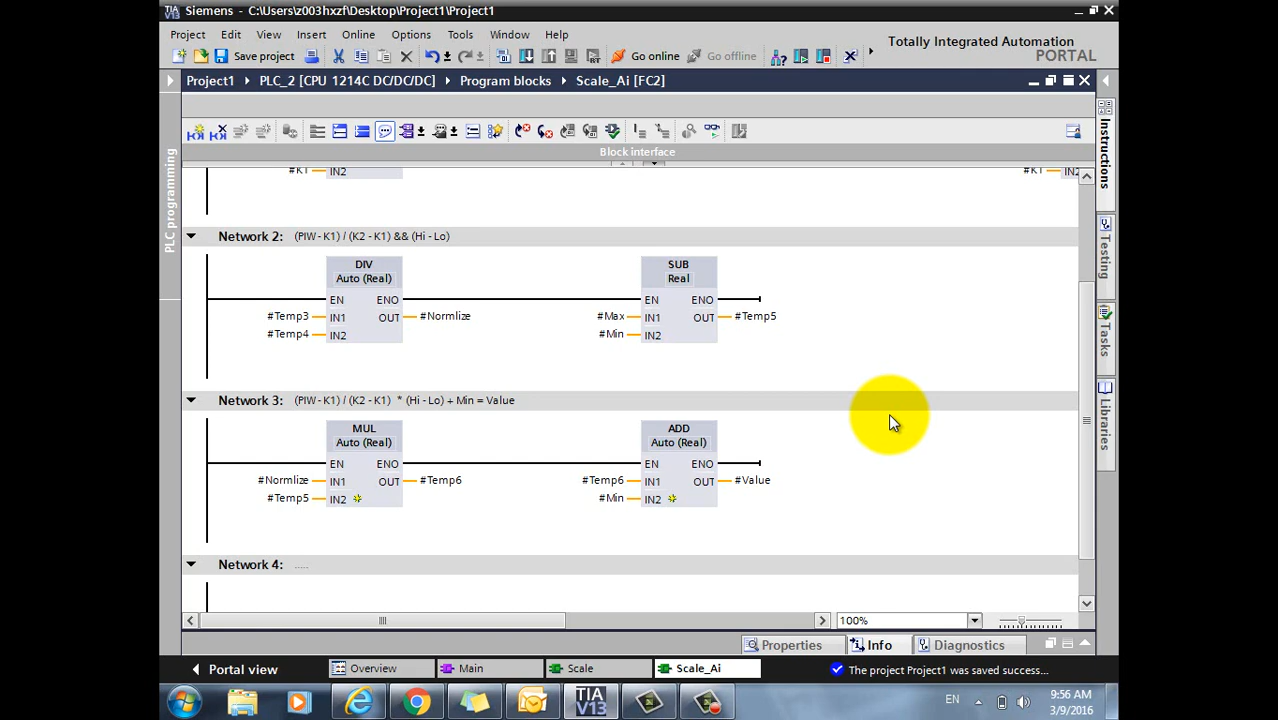 TIA
V13
Siemens - C:\Users\z003hxzf\Desktop\Project1\Project1
Project Edit View Insert Online Options Tools Window Help
Totally Integrated Automation
PORTAL
Save project
Go online
Go offline
Project1 PLC_2 [CPU 1214C DC/DC/DC] Program blocks Scale_Ai [FC2]
Block interface
#K1 IN2
#K1 IN2
Network 2: (PIW - K1) / (K2 - K1) && (Hi - Lo)
DIV SUB
Auto (Real) Real
EN ENO EN ENO
#Temp3 IN1 OUT #Normlize #Max IN1 OUT #Temp5
#Temp4 IN2 #Min IN2
Network 3: (PIW - K1) / (K2 - K1) * (Hi - Lo) + Min = Value
MUL ADD
Auto (Real) Auto (Real)
EN ENO EN ENO
#Normlize IN1 OUT #Temp6 #Temp6 IN1 OUT #Value
#Temp5 IN2 #Min IN2
Network 4: .....
100%
Properties Info Diagnostics
Portal view Overview Main Scale Scale_Ai The project Project1 was saved success...
PLC programming
Instructions
Testing
Tasks
Libraries
TIA
V13
EN
9:56 AM
3/9/2016